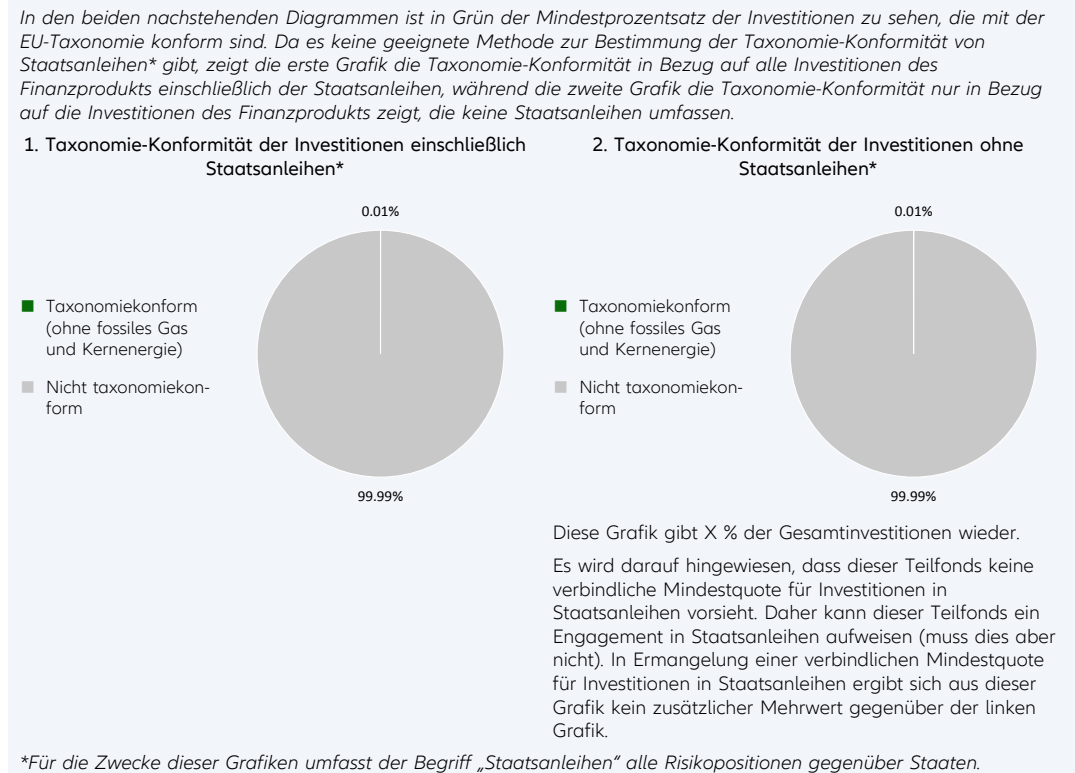 In den beiden nachstehenden Diagrammen ist in Grün der Mindestprozentsatz der Investitionen zu sehen, die mit der
EU-Taxonomie konform sind. Da es keine geeignete Methode zur Bestimmung der Taxonomie-Konformität von
Staatsanleihen* gibt, zeigt die erste Grafik die Taxonomie-Konformität in Bezug auf alle Investitionen des
Finanzprodukts einschließlich der Staatsanleihen, während die zweite Grafik die Taxonomie-Konformität nur in Bezug
auf die Investitionen des Finanzprodukts zeigt, die keine Staatsanleihen umfassen.
1. Taxonomie-Konformität der Investitionen einschließlich
Staatsanleihen*
0.01%
Taxonomiekonform
(ohne fossiles Gas
und Kernenergie)
Nicht taxonomiekon-
form
99.99%
2. Taxonomie-Konformität der Investitionen ohne
Staatsanleihen*
0.01%
Taxonomiekonform
(ohne fossiles Gas
und Kernenergie)
Nicht taxonomiekon-
form
99.99%
Diese Grafik gibt X % der Gesamtinvestitionen wieder.
Es wird darauf hingewiesen, dass dieser Teilfonds keine
verbindliche Mindestquote für Investitionen in
Staatsanleihen vorsieht. Daher kann dieser Teilfonds ein
Engagement in Staatsanleihen aufweisen (muss dies aber
nicht). In Ermangelung einer verbindlichen Mindestquote
für Investitionen in Staatsanleihen ergibt sich aus dieser
Grafik kein zusätzlicher Mehrwert gegenüber der linken
Grafik.
*Für die Zwecke dieser Grafiken umfasst der Begriff „Staatsanleihen" alle Risikopositionen gegenüber Staaten.